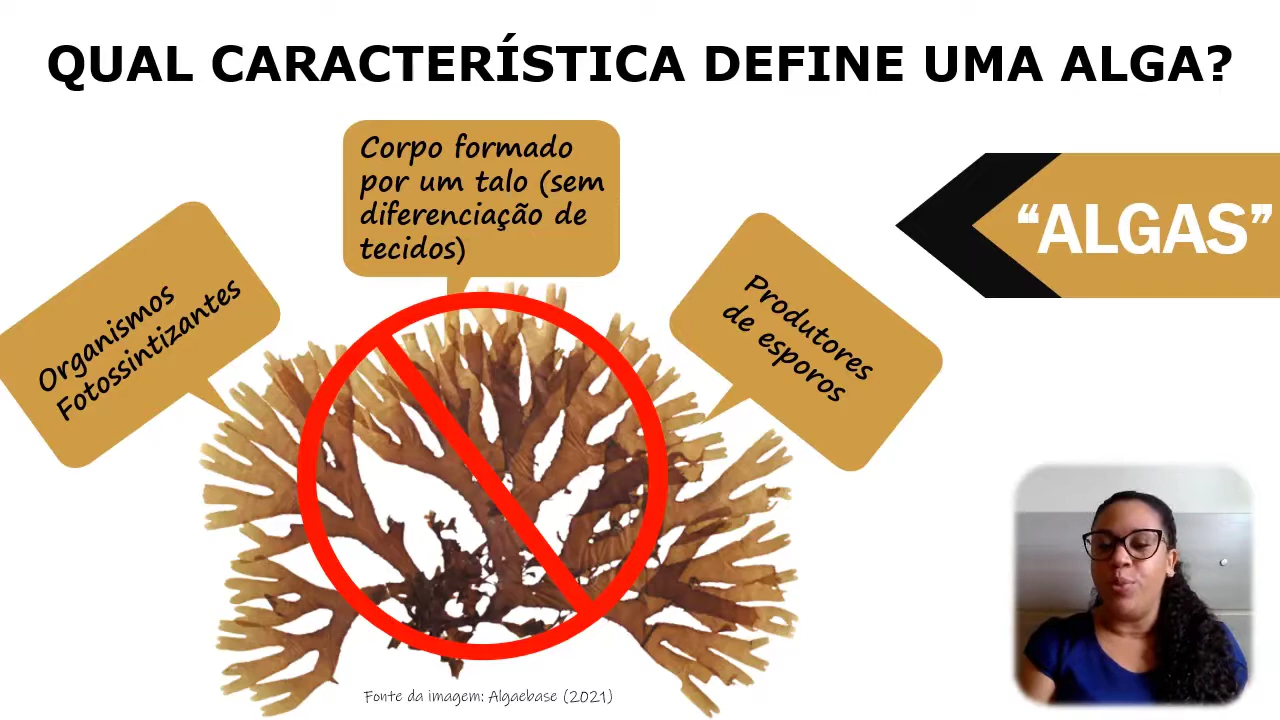 QUAL CARACTERÍSTICA DEFINE UMA ALGA?
Corpo formado
por um talo (sem
diferenciação de
tecidos)
“ALGAS”
Organismos
Fotossintizantes
Produtores
de esporos
Fonte da imagem: Algaebase (2021)